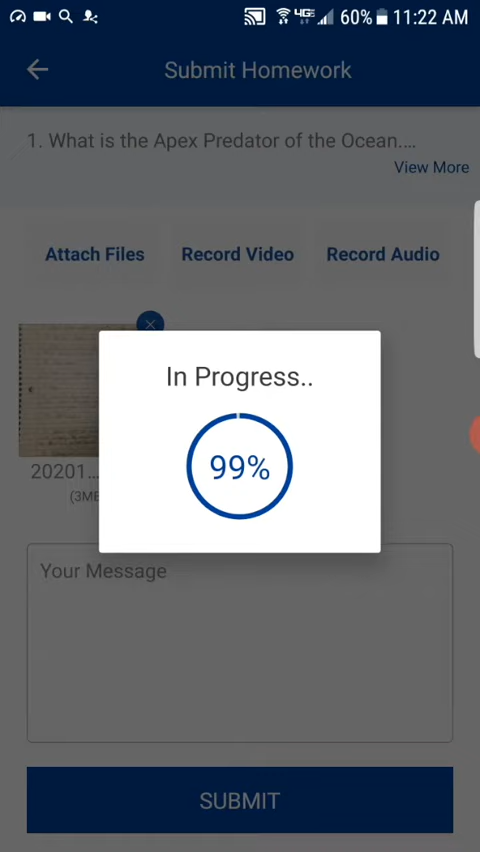 60% 11:22 AM
Submit Homework
1. What is the Apex Predator of the Ocean....
View More
Attach Files Record Video Record Audio
In Progress..
99%
20201...
(3MB
Your Message
SUBMIT